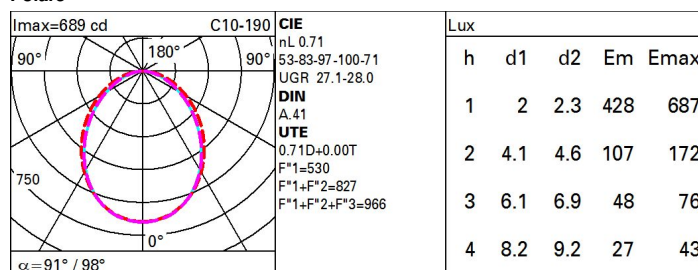 Imax=689 cd C10-190
90° 180° 90°
750
0°
α=91° / 98°
CIE
nL 0.71
53-83-97-100-71
UGR 27.1-28.0
DIN
A.41
UTE
0.71D+0.00T
F"1=530
F"1+F"2=827
F"1+F"2+F"3=966
Lux
h d1 d2 Em Emax
1 2 2.3 428 687
2 4.1 4.6 107 172
3 6.1 6.9 48 76
4 8.2 9.2 27 43